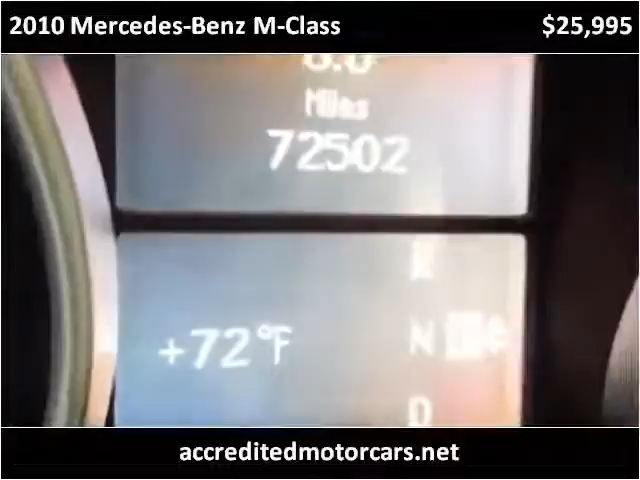 2010 Mercedes-Benz M-Class $25,995
Miles
72502
R
+72°F N
D
accreditedmotorcars.net